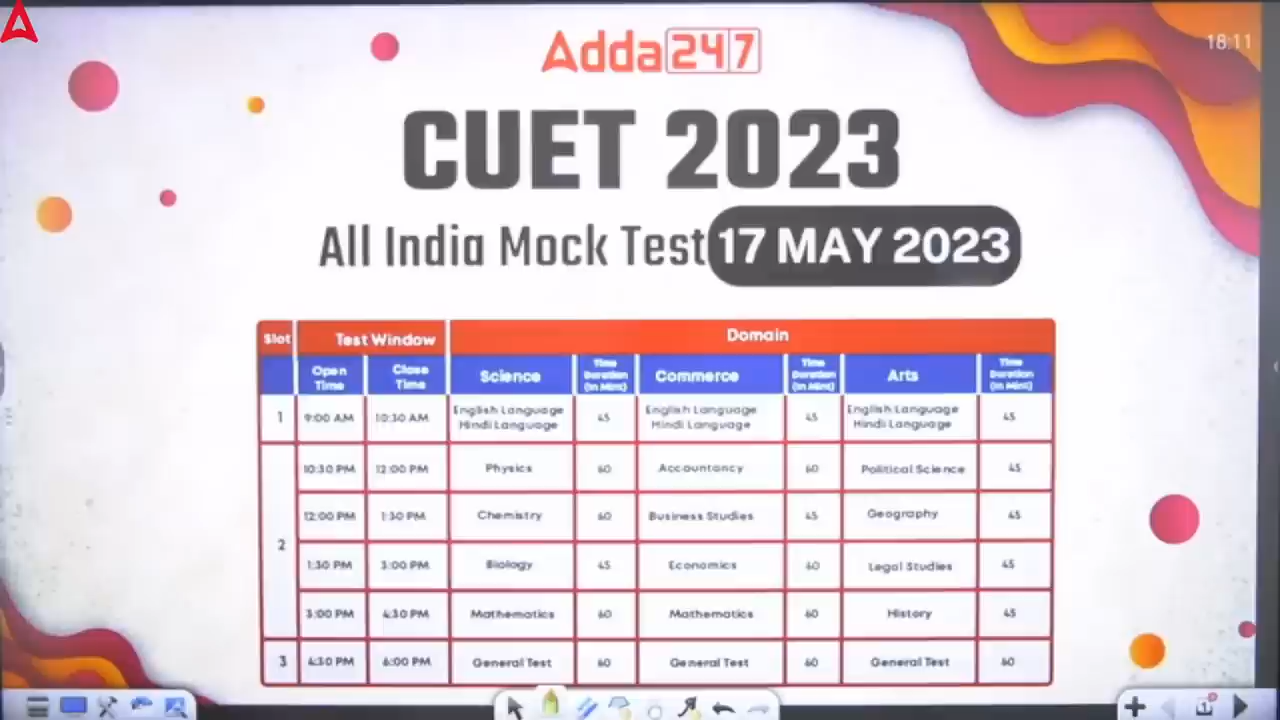 Adda247
18:11
CUET 2023
All India Mock Test 17 MAY 2023
Slot Test Window Domain
Open Time Close Time Science Time Duration (In Mint) Commerce Time Duration (In Mint) Arts Time Duration (In Mint)
1 9:00 AM 10:30 AM English Language Hindi Language 45 English Language Hindi Language 45 English Language Hindi Language 45
2
10:30 PM 12:00 PM Physics 60 Accountancy 60 Political Science 45
12:00 PM 1:30 PM Chemistry 60 Business Studies 45 Geography 45
1:30 PM 3:00 PM Biology 45 Economics 60 Legal Studies 45
3:00 PM 4:30 PM Mathematics 60 Mathematics 60 History 45
3 4:30 PM 6:00 PM General Test 60 General Test 60 General Test 60